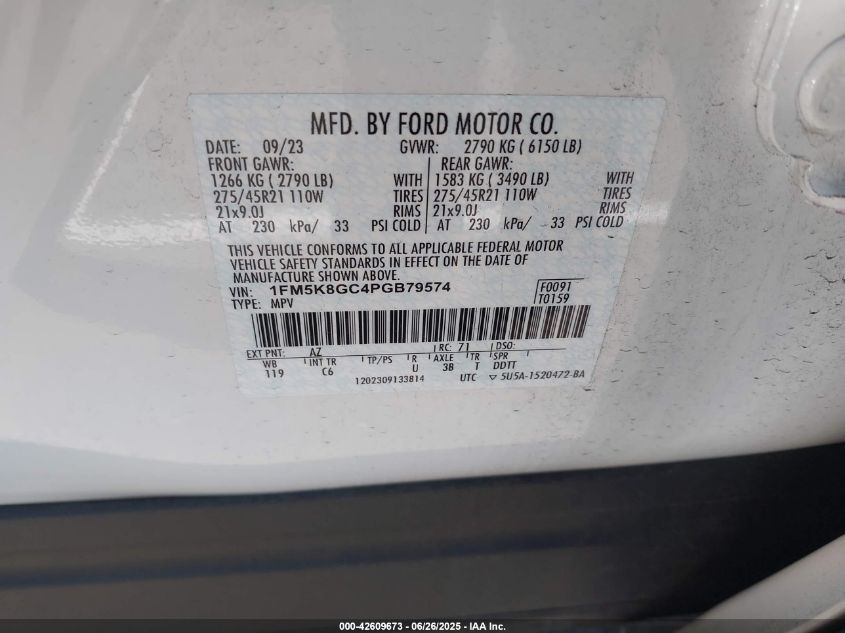 MFD. BY FORD MOTOR CO.
DATE: 09/23 GVWR: 2790 KG ( 6150 LB)
FRONT GAWR: REAR GAWR:
1266 KG ( 2790 LB) WITH 1583 KG ( 3490 LB) WITH
275/45R21 110W TIRES 275/45R21 110W TIRES
21x9.0J RIMS 21x9.0J RIMS
AT 230 kPa/ 33 PSI COLD AT 230 kPa/ 33 PSI COLD
THIS VEHICLE CONFORMS TO ALL APPLICABLE FEDERAL MOTOR
VEHICLE SAFETY STANDARDS IN EFFECT ON THE DATE OF
MANUFACTURE SHOWN ABOVE.
VIN: 1FM5K8GC4PGB79574 F0091
TYPE: MPV T0159
EXT PNT: AZ RC: 71 DSO:
WB INT TR TP/PS R AXLE TR SPR
119 C6 U 3B T DDTT
1202309133814 UTC ▽ 5U5A-1520472-BA
000-42609673 - 06/26/2025 - IAA Inc.